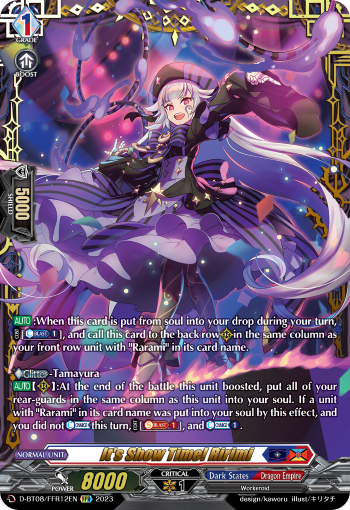 1
GRADE
BOOST
5000
SHIELD
AUTO:When this card is put from soul into your drop during your turn,
COST[COUNTER BLAST 1], and call this card to the back row R in the same column as
your front row unit with "Rarami" in its card name.
Glitter -Tamayura
AUTO[R]:At the end of the battle this unit boosted, put all of your
rear-guards in the same column as this unit into your soul. If a unit
with "Rarami" in its card name was put into your soul by this effect, and
you did not this turn, COST[SOUL BLAST 1], and 1.
NORMAL UNIT
It's Show Time! Kirimi
POWER 8000
CRITICAL
1
Dark States
Dragon Empire
Workeroid
D-BT08/FFR12EN FFR 2023
design/kaworu illust/キリタチ